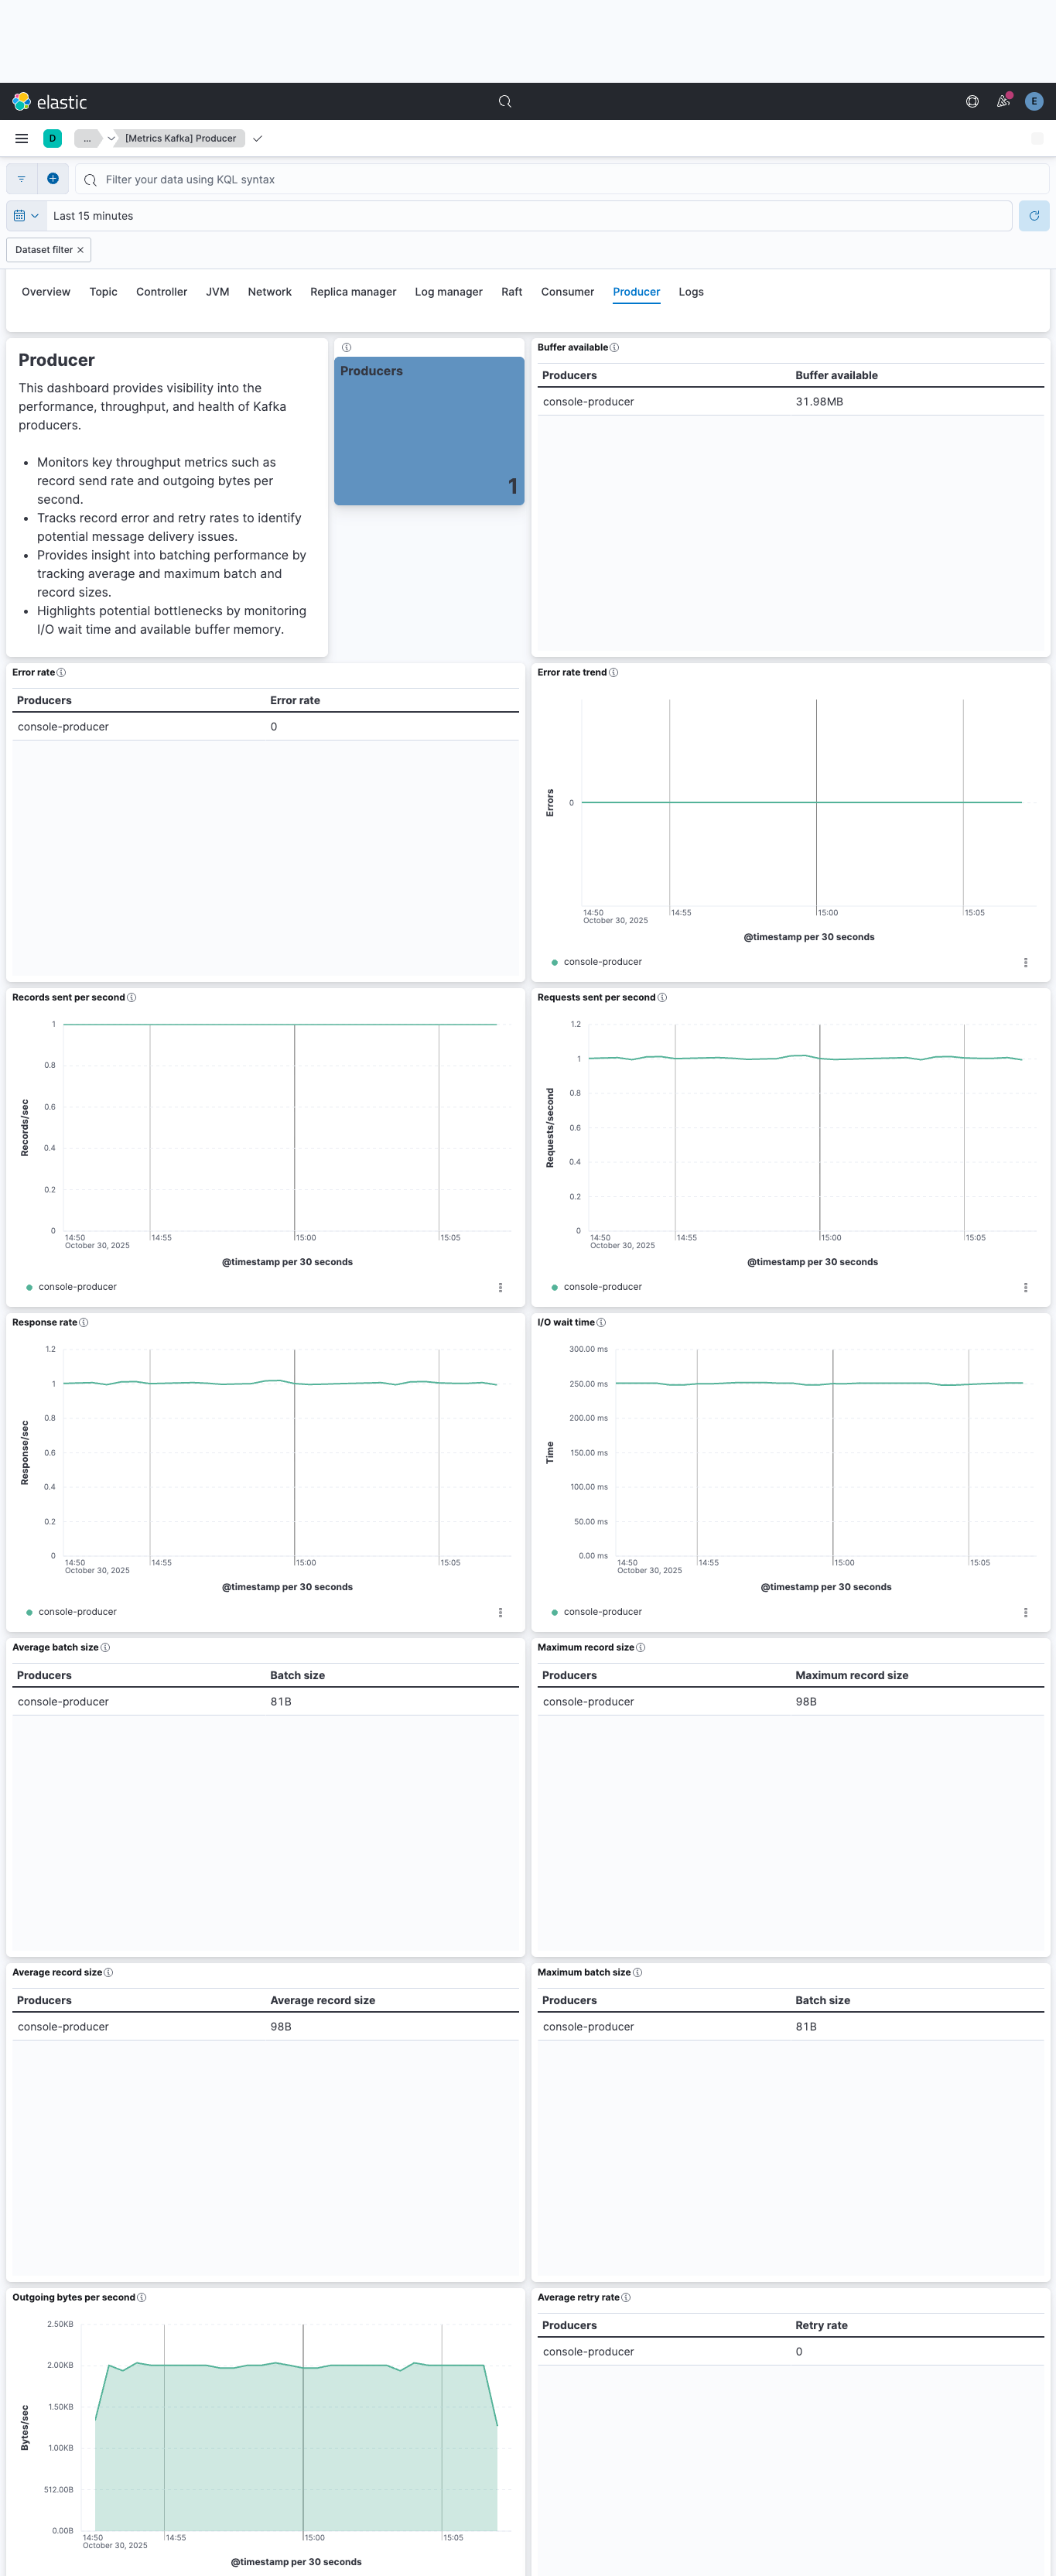 elastic
E
D
...
[Metrics Kafka] Producer
Filter your data using KQL syntax
Last 15 minutes
Dataset filter
Overview Topic Controller JVM Network Replica manager Log manager Raft Consumer Producer Logs
Producer
This dashboard provides visibility into the
performance, throughput, and health of Kafka
producers.
• Monitors key throughput metrics such as
record send rate and outgoing bytes per
second.
• Tracks record error and retry rates to identify
potential message delivery issues.
• Provides insight into batching performance by
tracking average and maximum batch and
record sizes.
• Highlights potential bottlenecks by monitoring
I/O wait time and available buffer memory.
Producers
1
Buffer available
Producers Buffer available
console-producer 31.98MB
Error rate
Producers Error rate
console-producer 0
Error rate trend
Errors
0
14:50 14:55 15:00 15:05
October 30, 2025
@timestamp per 30 seconds
console-producer
Records sent per second
Records/sec
1
0.8
0.6
0.4
0.2
0
14:50 14:55 15:00 15:05
October 30, 2025
@timestamp per 30 seconds
console-producer
Requests sent per second
Requests/second
1.2
1
0.8
0.6
0.4
0.2
0
14:50 14:55 15:00 15:05
October 30, 2025
@timestamp per 30 seconds
console-producer
Response rate
Response/sec
1.2
1
0.8
0.6
0.4
0.2
0
14:50 14:55 15:00 15:05
October 30, 2025
@timestamp per 30 seconds
console-producer
I/O wait time
Time
300.00 ms
250.00 ms
200.00 ms
150.00 ms
100.00 ms
50.00 ms
0.00 ms
14:50 14:55 15:00 15:05
October 30, 2025
@timestamp per 30 seconds
console-producer
Average batch size
Producers Batch size
console-producer 81B
Maximum record size
Producers Maximum record size
console-producer 98B
Average record size
Producers Average record size
console-producer 98B
Maximum batch size
Producers Batch size
console-producer 81B
Outgoing bytes per second
Bytes/sec
2.50KB
2.00KB
1.50KB
1.00KB
512.00B
0.00B
14:50 14:55 15:00 15:05
October 30, 2025
@timestamp per 30 seconds
Average retry rate
Producers Retry rate
console-producer 0